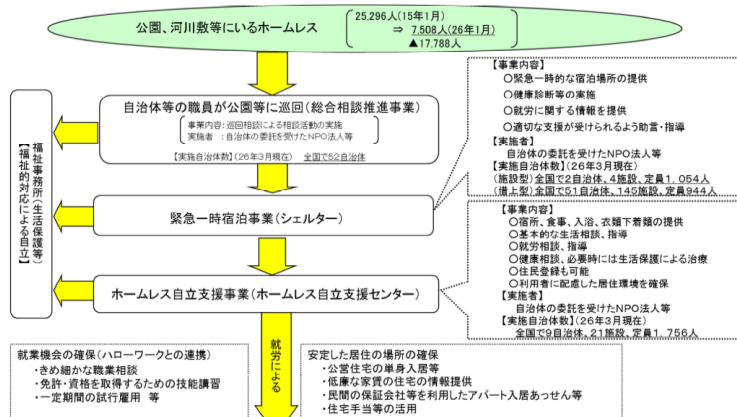 公園、河川敷等にいるホームレス
25,296人(15年1月)
⇒ 7,508人(26年1月)
▲17,788人
自治体等の職員が公園等に巡回(総合相談推進事業)
事業内容:巡回相談による相談活動の実施
実施者 :自治体の委託を受けたNPO法人等
【実施自治体数】(26年3月現在) 全国で52自治体
【事業内容】
○緊急一時的な宿泊場所の提供
○健康診断等の実施
○就労に関する情報を提供
○適切な支援が受けられるよう助言・指導
【実施者】
自治体の委託を受けたNPO法人等
【実施自治体数】(26年3月現在)
(施設型)全国で2自治体、4施設、定員1,054人
(借上型)全国で51自治体、145施設、定員944人
福祉事務所(生活保護等)
【福祉的対応による自立】
緊急一時宿泊事業(シェルター)
【事業内容】
○宿所、食事、入浴、衣類下着類の提供
○基本的な生活相談、指導
○就労相談、指導
○健康相談、必要時には生活保護による治療
○住民登録も可能
○利用者に配慮した居住環境を確保
【実施者】
自治体の委託を受けたNPO法人等
【実施自治体数】(26年3月現在)
全国で9自治体、21施設、定員1,756人
ホームレス自立支援事業(ホームレス自立支援センター)
就労による
就業機会の確保(ハローワークとの連携)
・きめ細かな職業相談
・免許・資格を取得するための技能講習
・一定期間の試行雇用 等
安定した居住の場所の確保
・公営住宅の単身入居等
・低廉な家賃の住宅の情報提供
・民間の保証会社等を利用したアパート入居あっせん等
・住宅手当等の活用